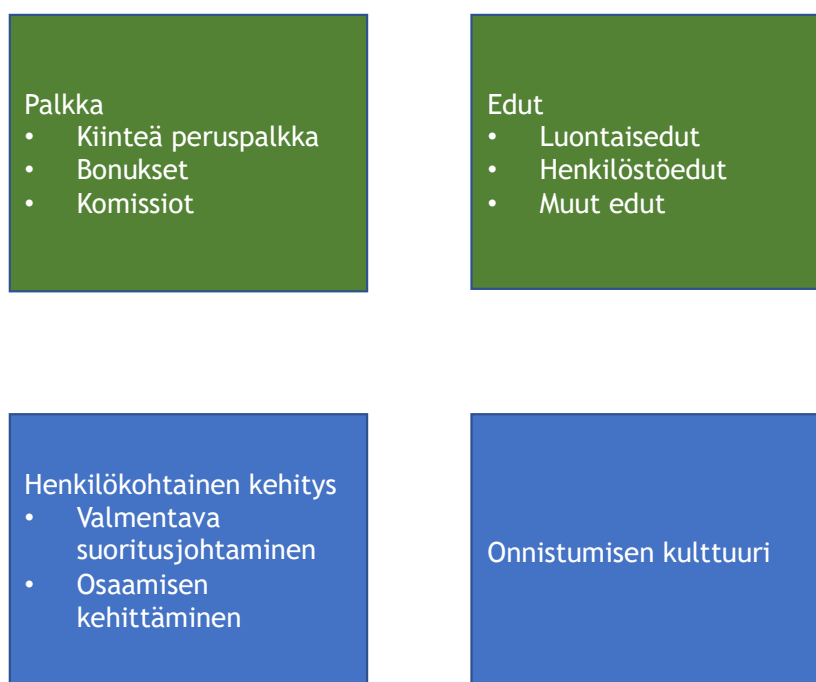 Palkka
• Kiinteä peruspalkka
• Bonukset
• Komissiot
Edut
• Luontaisedut
• Henkilöstöedut
• Muut edut
Henkilökohtainen kehitys
• Valmentava
suoritusjohtaminen
• Osaamisen
kehittäminen
Onnistumisen kulttuuri